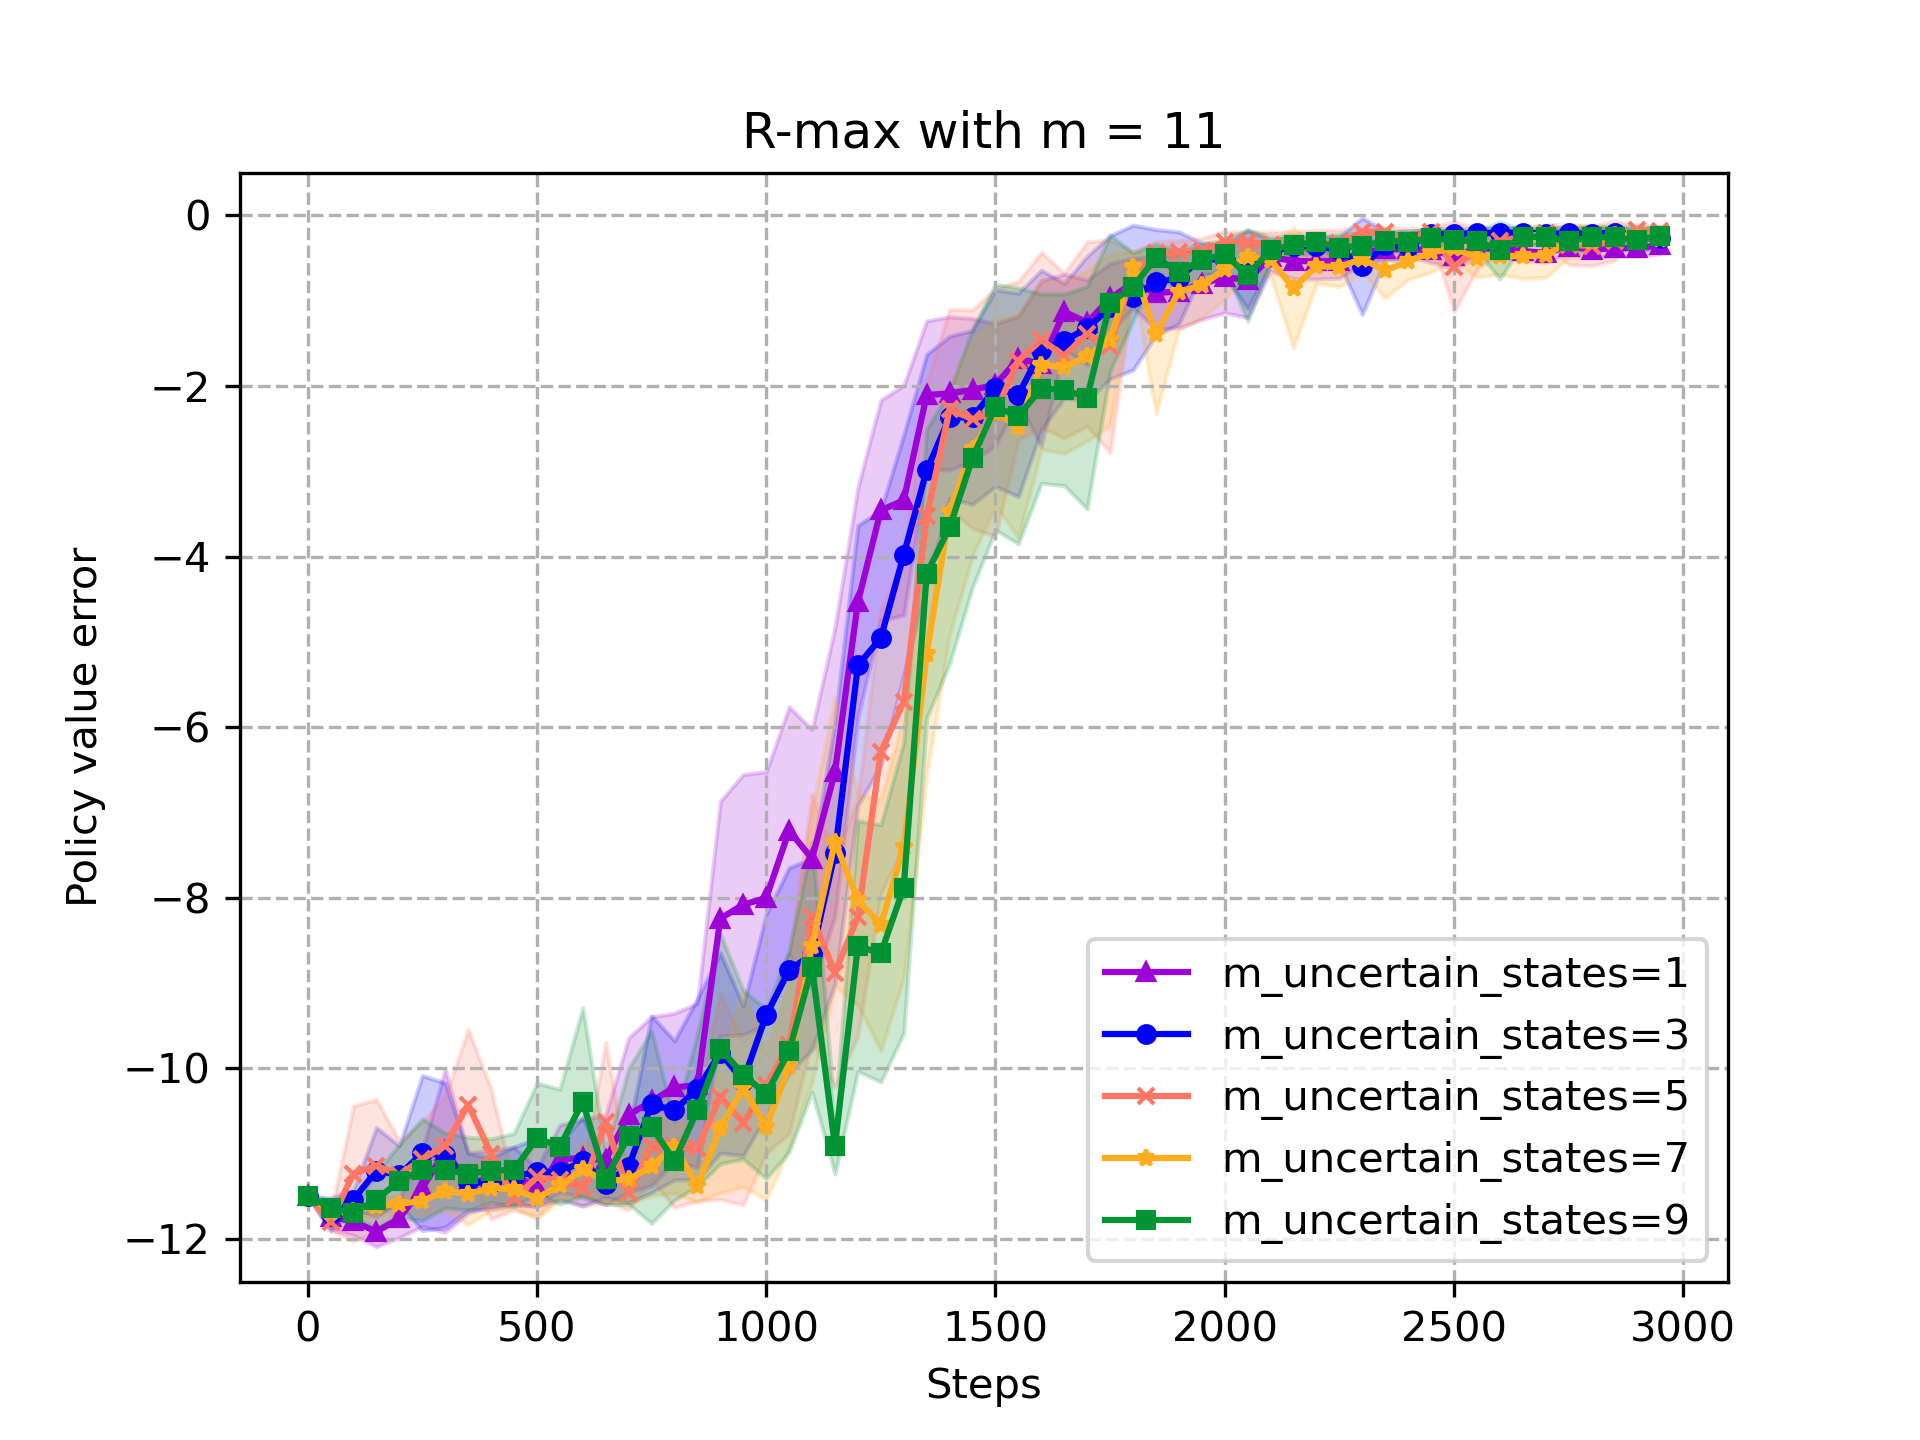 R-max with m = 11
Policy value error
0
−2
−4
−6
−8
−10
−12
0 500 1000 1500 2000 2500 3000
Steps
m_uncertain_states=1
m_uncertain_states=3
m_uncertain_states=5
m_uncertain_states=7
m_uncertain_states=9